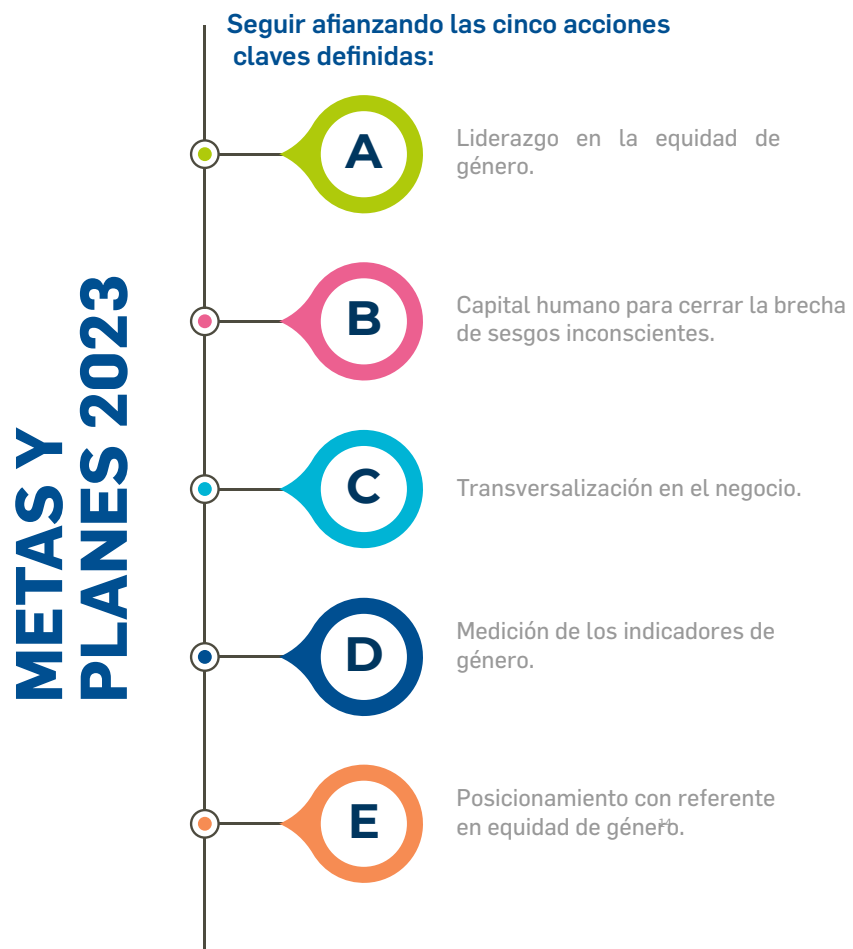 Seguir afianzando las cinco acciones
claves definidas:
METAS Y
PLANES 2023
A
Liderazgo en la equidad de
género.
B
Capital humano para cerrar la brecha
de sesgos inconscientes.
C
Transversalización en el negocio.
D
Medición de los indicadores de
género.
E
Posicionamiento con referente
en equidad de género.
14